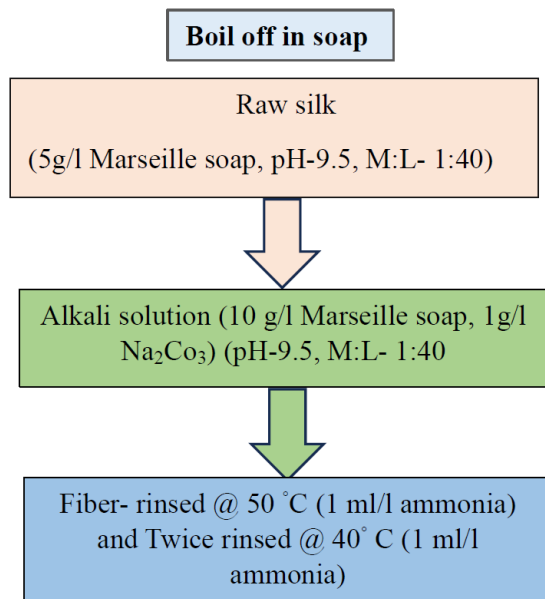 Boil off in soap
Raw silk
(5g/l Marseille soap, pH-9.5, M:L- 1:40)
Alkali solution (10 g/l Marseille soap, 1g/l
Na₂Co₃) (pH-9.5, M:L- 1:40
Fiber- rinsed @ 50 °C (1 ml/l ammonia)
and Twice rinsed @ 40° C (1 ml/l
ammonia)